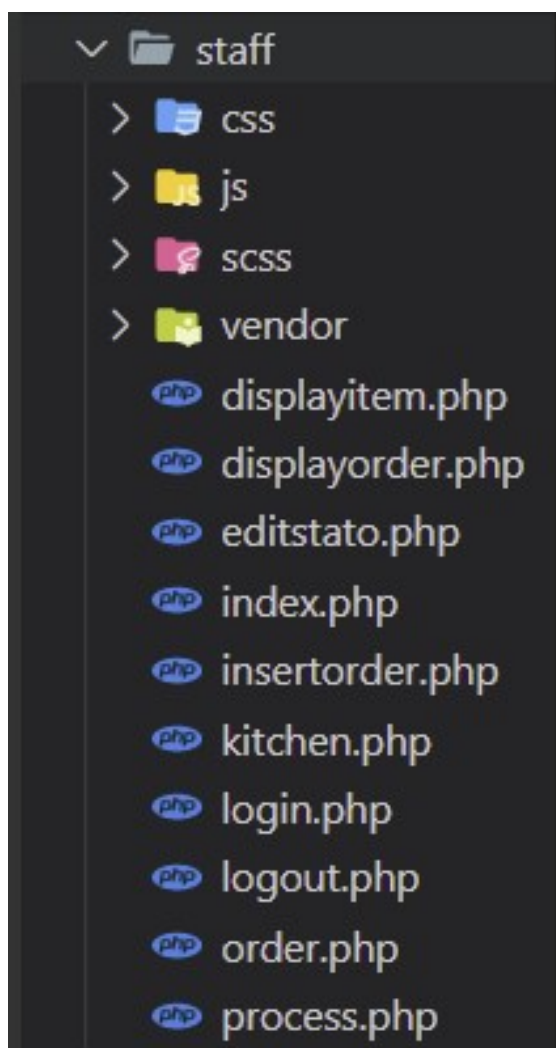 staff
css
js
scss
vendor
displayitem.php
displayorder.php
editstato.php
index.php
insertorder.php
kitchen.php
login.php
logout.php
order.php
process.php